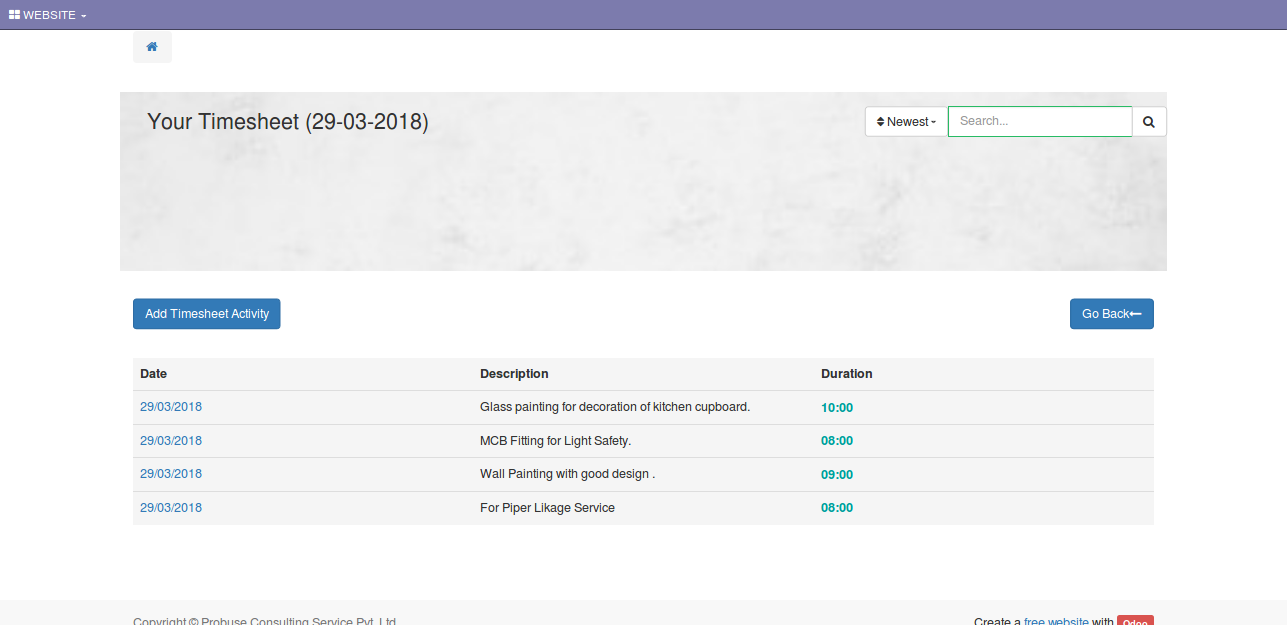 WEBSITE
Your Timesheet (29-03-2018)
Newest
Search...
Add Timesheet Activity
Go Back
Date Description Duration
29/03/2018 Glass painting for decoration of kitchen cupboard. 10:00
29/03/2018 MCB Fitting for Light Safety. 08:00
29/03/2018 Wall Painting with good design . 09:00
29/03/2018 For Piper Likage Service 08:00
Copyright © Probuse Consulting Service Pvt. Ltd.
Create a free website with Odoo